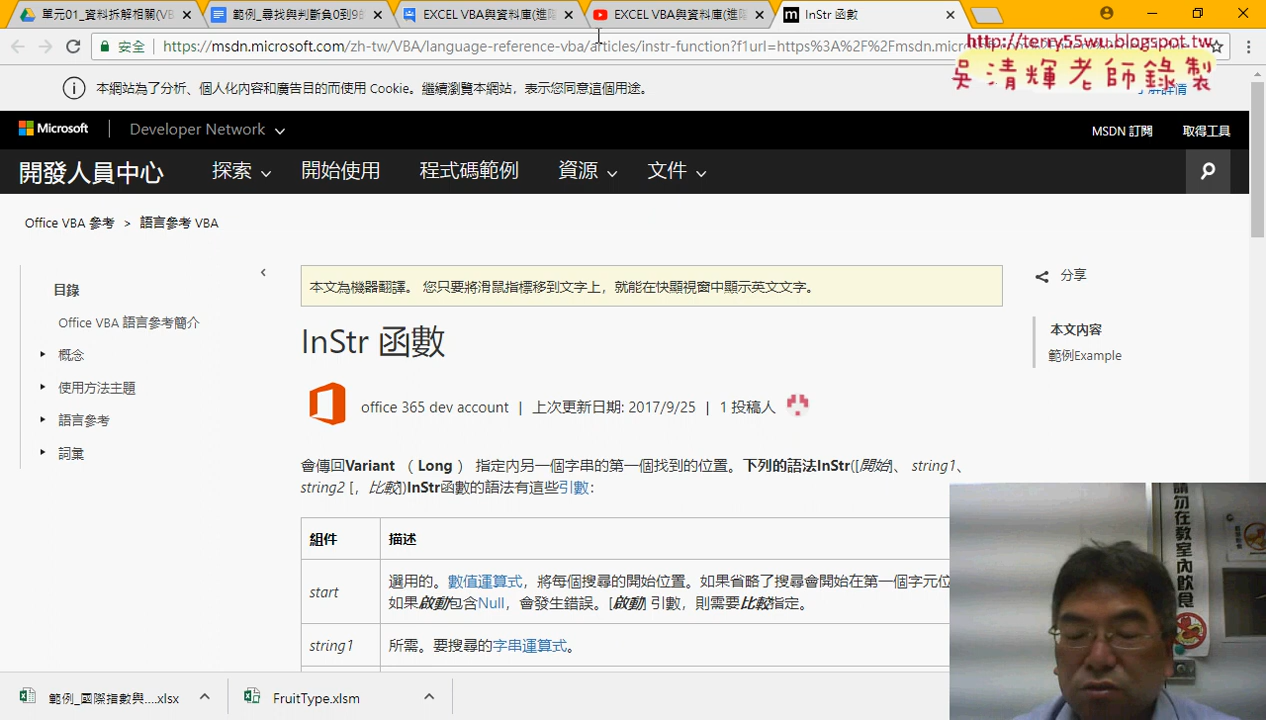 單元01_資料拆解相關(VB
範例_尋找與判斷負0到9的
EXCEL VBA與資料庫(進階
EXCEL VBA與資料庫(進階
InStr 函數
安全
https://msdn.microsoft.com/zh-tw/VBA/language-reference-vba/articles/instr-function?f1url=https%3A%2F%2Fmsdn.micro
http://terry55wu.blogspot.tw
吳清輝老師錄製
本網站為了分析、個人化內容和廣告目的而使用 Cookie。繼續瀏覽本網站，表示您同意這個用途。
Microsoft
Developer Network
MSDN 訂閱
取得工具
開發人員中心
探索
開始使用
程式碼範例
資源
文件
Office VBA 參考 > 語言參考 VBA
目錄
Office VBA 語言參考簡介
概念
使用方法主題
語言參考
詞彙
本文為機器翻譯。 您只要將滑鼠指標移到文字上，就能在快顯視窗中顯示英文文字。
分享
本文內容
範例Example
InStr 函數
office 365 dev account | 上次更新日期: 2017/9/25 | 1 投稿人
會傳回Variant （ Long ） 指定內另一個字串的第一個找到的位置。下列的語法InStr([開始]、 string1、
string2 [，比較])InStr函數的語法有這些引數:
組件
描述
start
選用的。數值運算式，將每個搜尋的開始位置。如果省略了搜尋會開始在第一個字元位
如果啟動包含Null，會發生錯誤。[啟動] 引數，則需要比較指定。
string1
所需。要搜尋的字串運算式。
請勿在教室內飲食
範例_國際指數與....xlsx
FruitType.xlsm